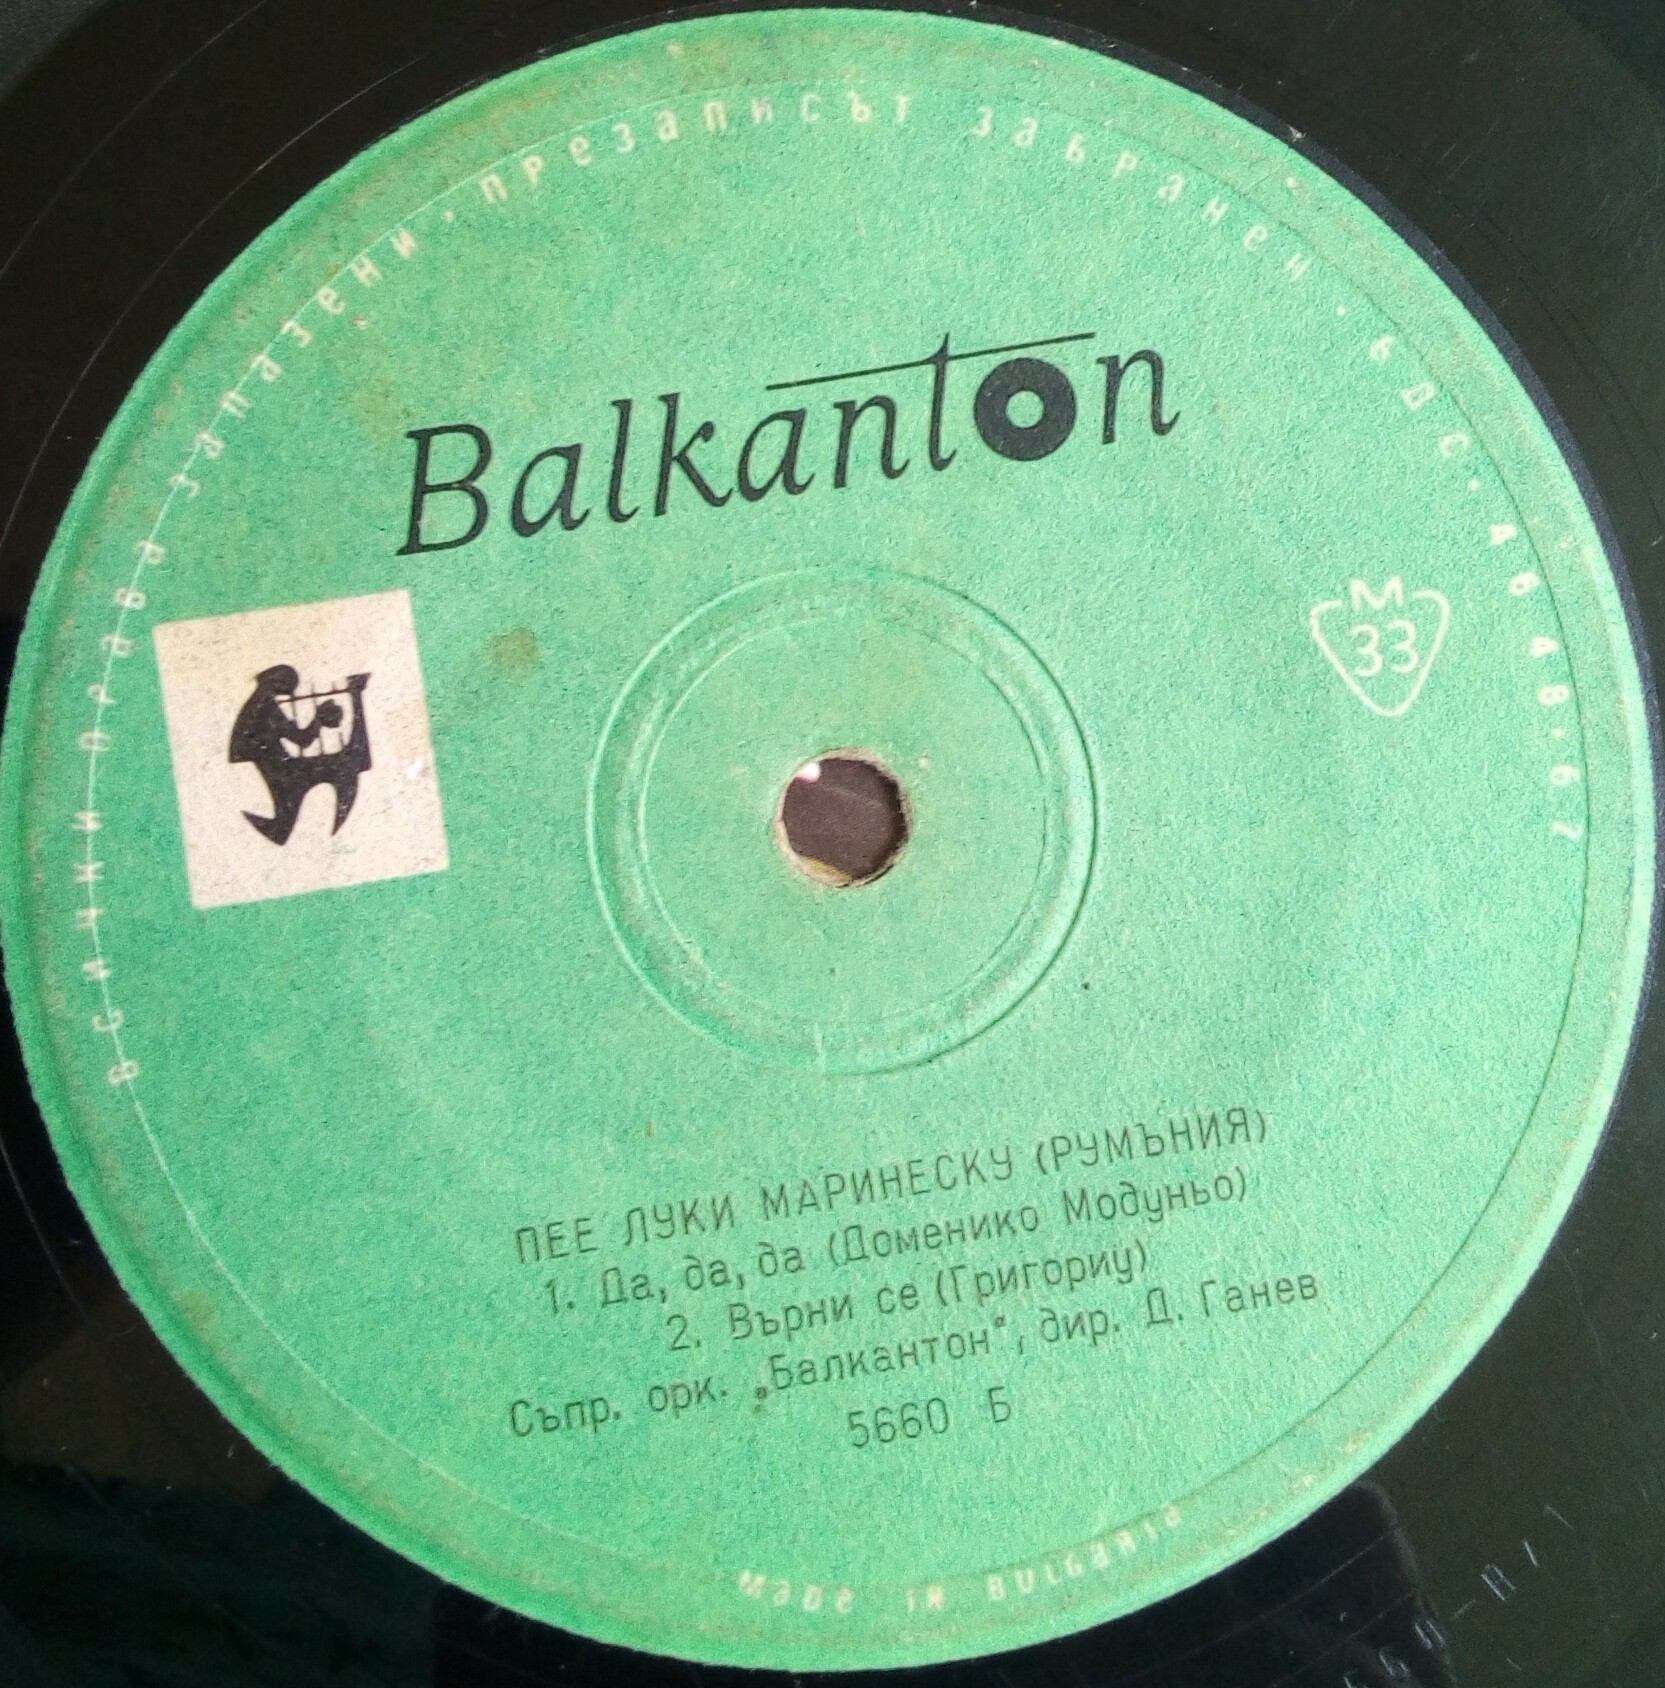 всички права запазени · презаписът забранен · БДС · 4648·67
Balkanton
М
33
ПЕЕ ЛУКИ МАРИНЕСКУ (РУМЪНИЯ)
1. Да, да, да (Доменико Модуньо)
2. Върни се (Григориу)
Съпр. орк. „Балкантон“, дир. Д. Ганев
5660 Б
MADE IN BULGARIA